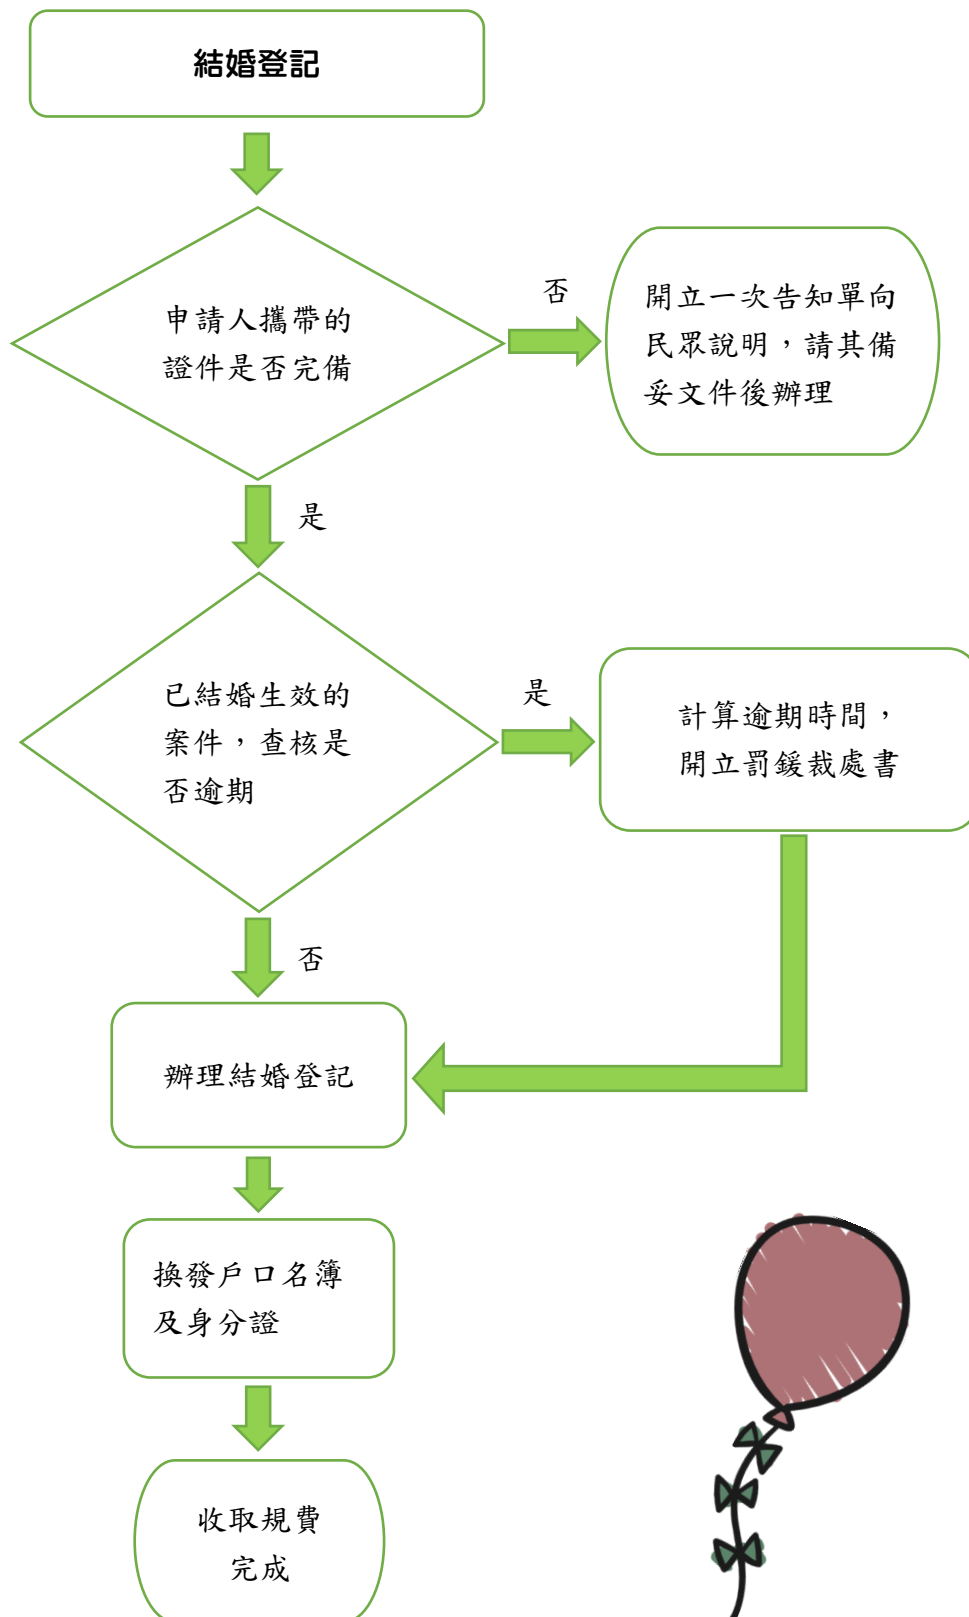 結婚登記
申請人攜帶的
證件是否完備
否
開立一次告知單向
民眾說明，請其備
妥文件後辦理
是
已結婚生效的
案件，查核是
否逾期
是
計算逾期時間，
開立罰鍰裁處書
否
辦理結婚登記
換發戶口名簿
及身分證
收取規費
完成